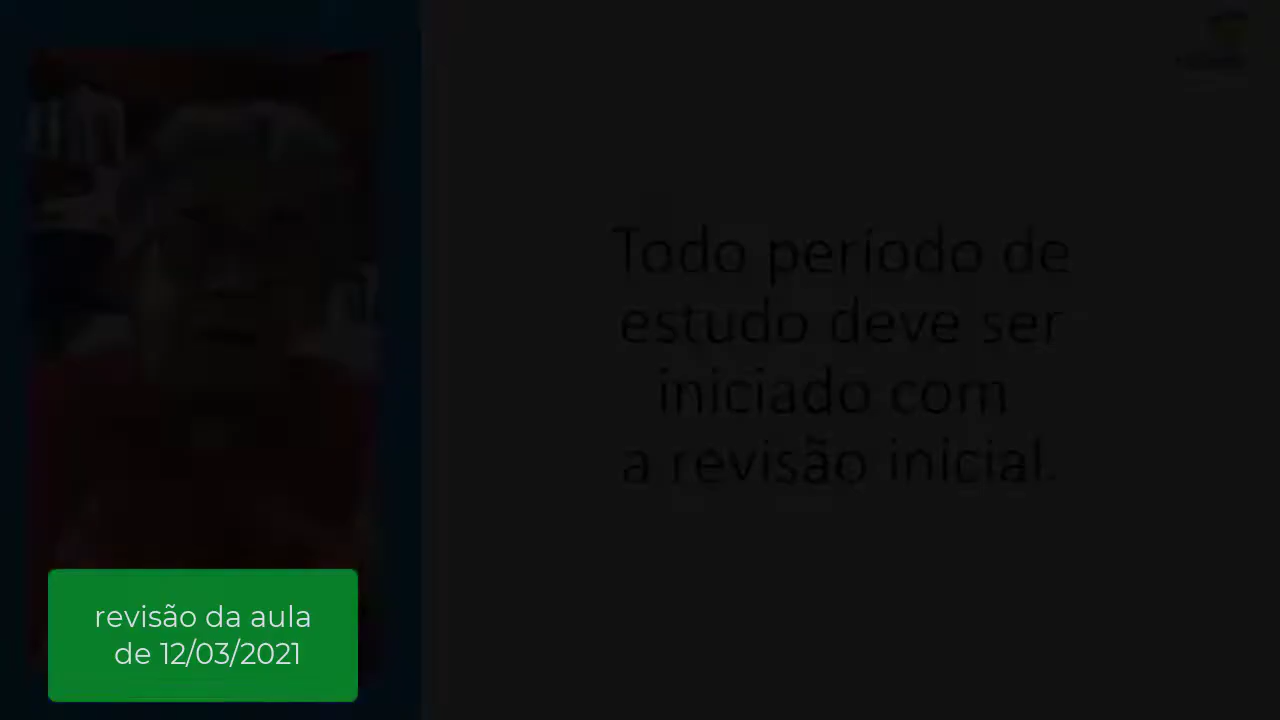 Todo período de
estudo deve ser
iniciado com
a revisão inicial.
revisão da aula
de 12/03/2021